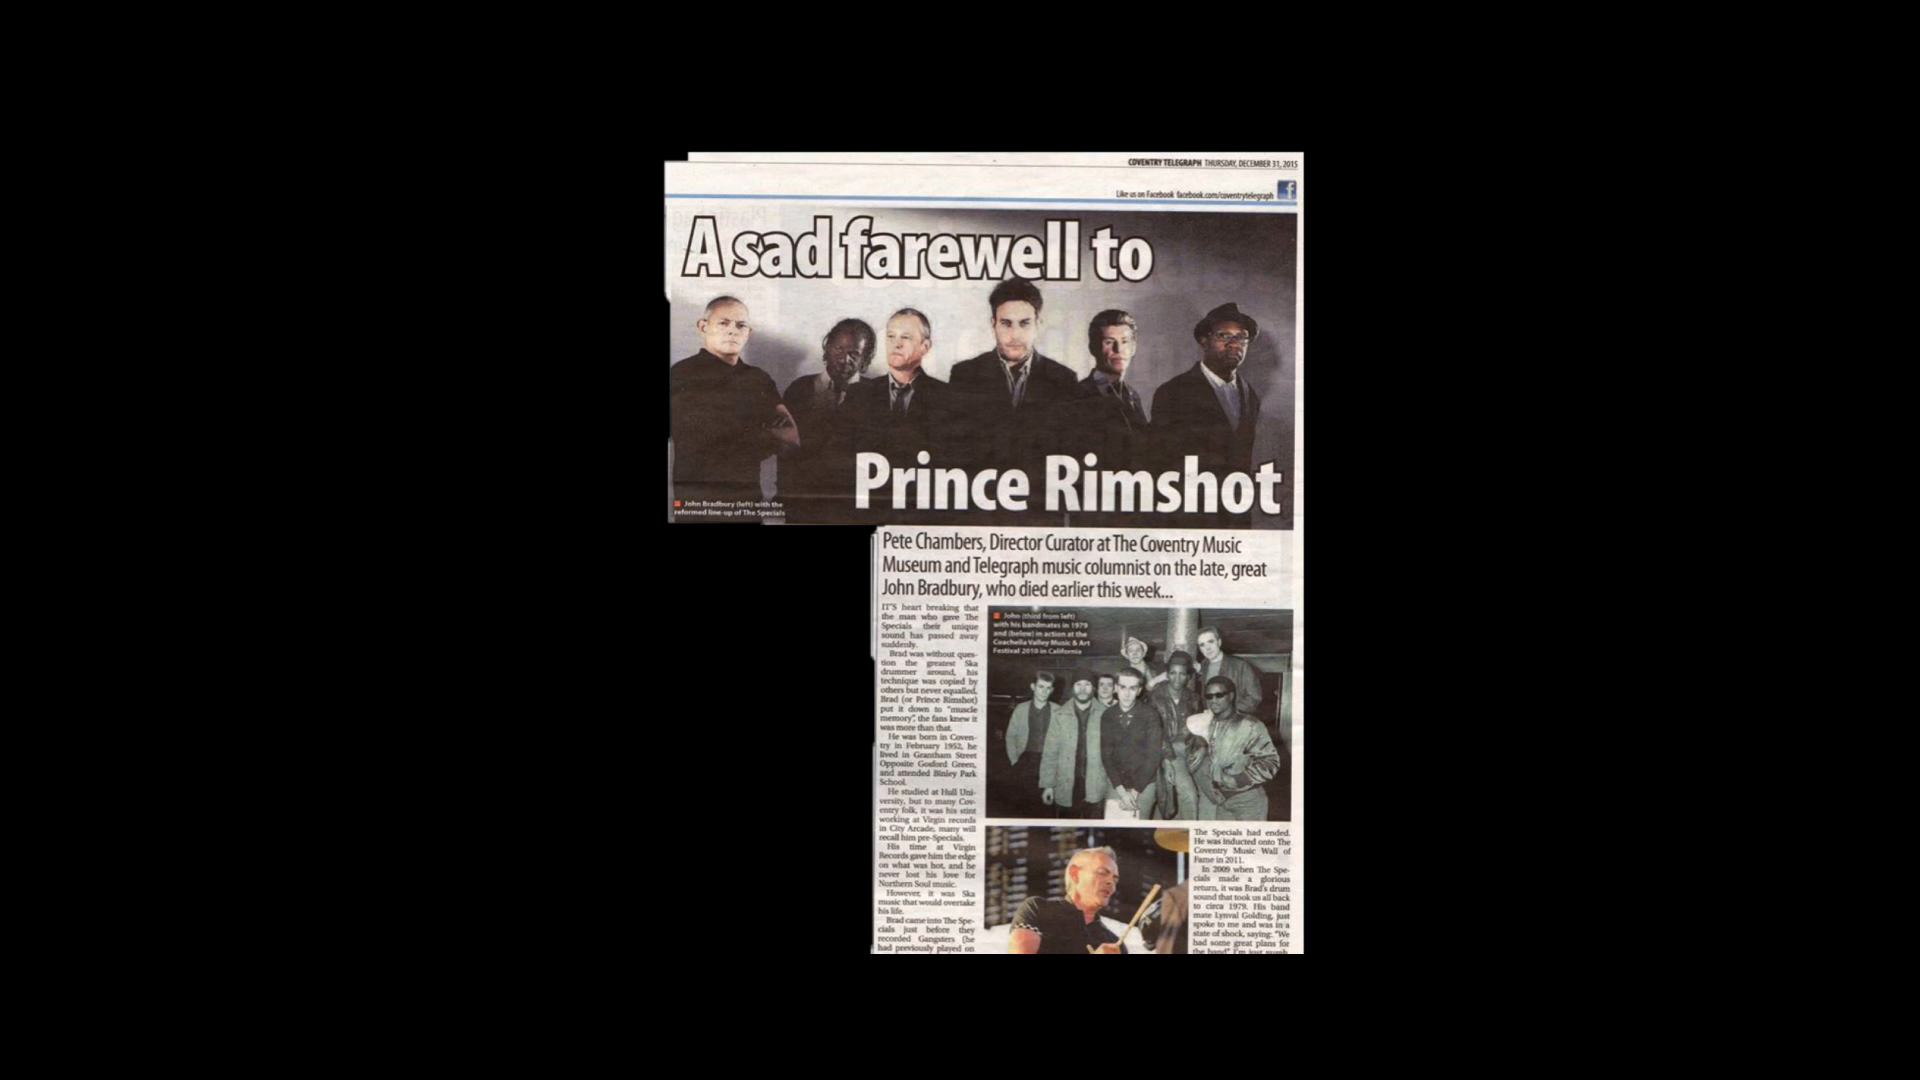 COVENTRY TELEGRAPH THURSDAY, DECEMBER 31, 2015
Like us on Facebook facebook.com/coventrytelegraph
f
A sad farewell to
Prince Rimshot
John Bradbury (left) with the
reformed line-up of The Specials
Pete Chambers, Director Curator at The Coventry Music
Museum and Telegraph music columnist on the late, great
John Bradbury, who died earlier this week...
IT'S heart breaking that
the man who gave The
Specials their unique
sound has passed away
suddenly.
Brad was without ques-
tion the greatest Ska
drummer around, his
technique was copied by
others but never equalled,
Brad (or Prince Rimshot)
put it down to "muscle
memory", the fans knew it
was more than that.
He was born in Coven-
try in February 1952, he
lived in Grantham Street
Opposite Gosford Green,
and attended Binley Park
School.
He studied at Hull Uni-
versity, but to many Cov-
entry folk, it was his stint
working at Virgin records
in City Arcade, many will
recall him pre-Specials.
His time at Virgin
Records gave him the edge
on what was hot, and he
never lost his love for
Northern Soul music.
However, it was Ska
music that would overtake
his life.
Brad came into The Spe-
cials just before they
recorded Gangsters (he
had previously played on
John (third from left)
with his bandmates in 1979
and (below) in action at the
Coachella Valley Music & Art
Festival 2010 in California
The Specials had ended.
He was inducted onto The
Coventry Music Wall of
Fame in 2011.
In 2009 when The Spe-
cials made a glorious
return, it was Brad's drum
sound that took us all back
to circa 1979. His band
mate Lynval Golding, just
spoke to me and was in a
state of shock, saying: "We
had some great plans for
the band" I'm just